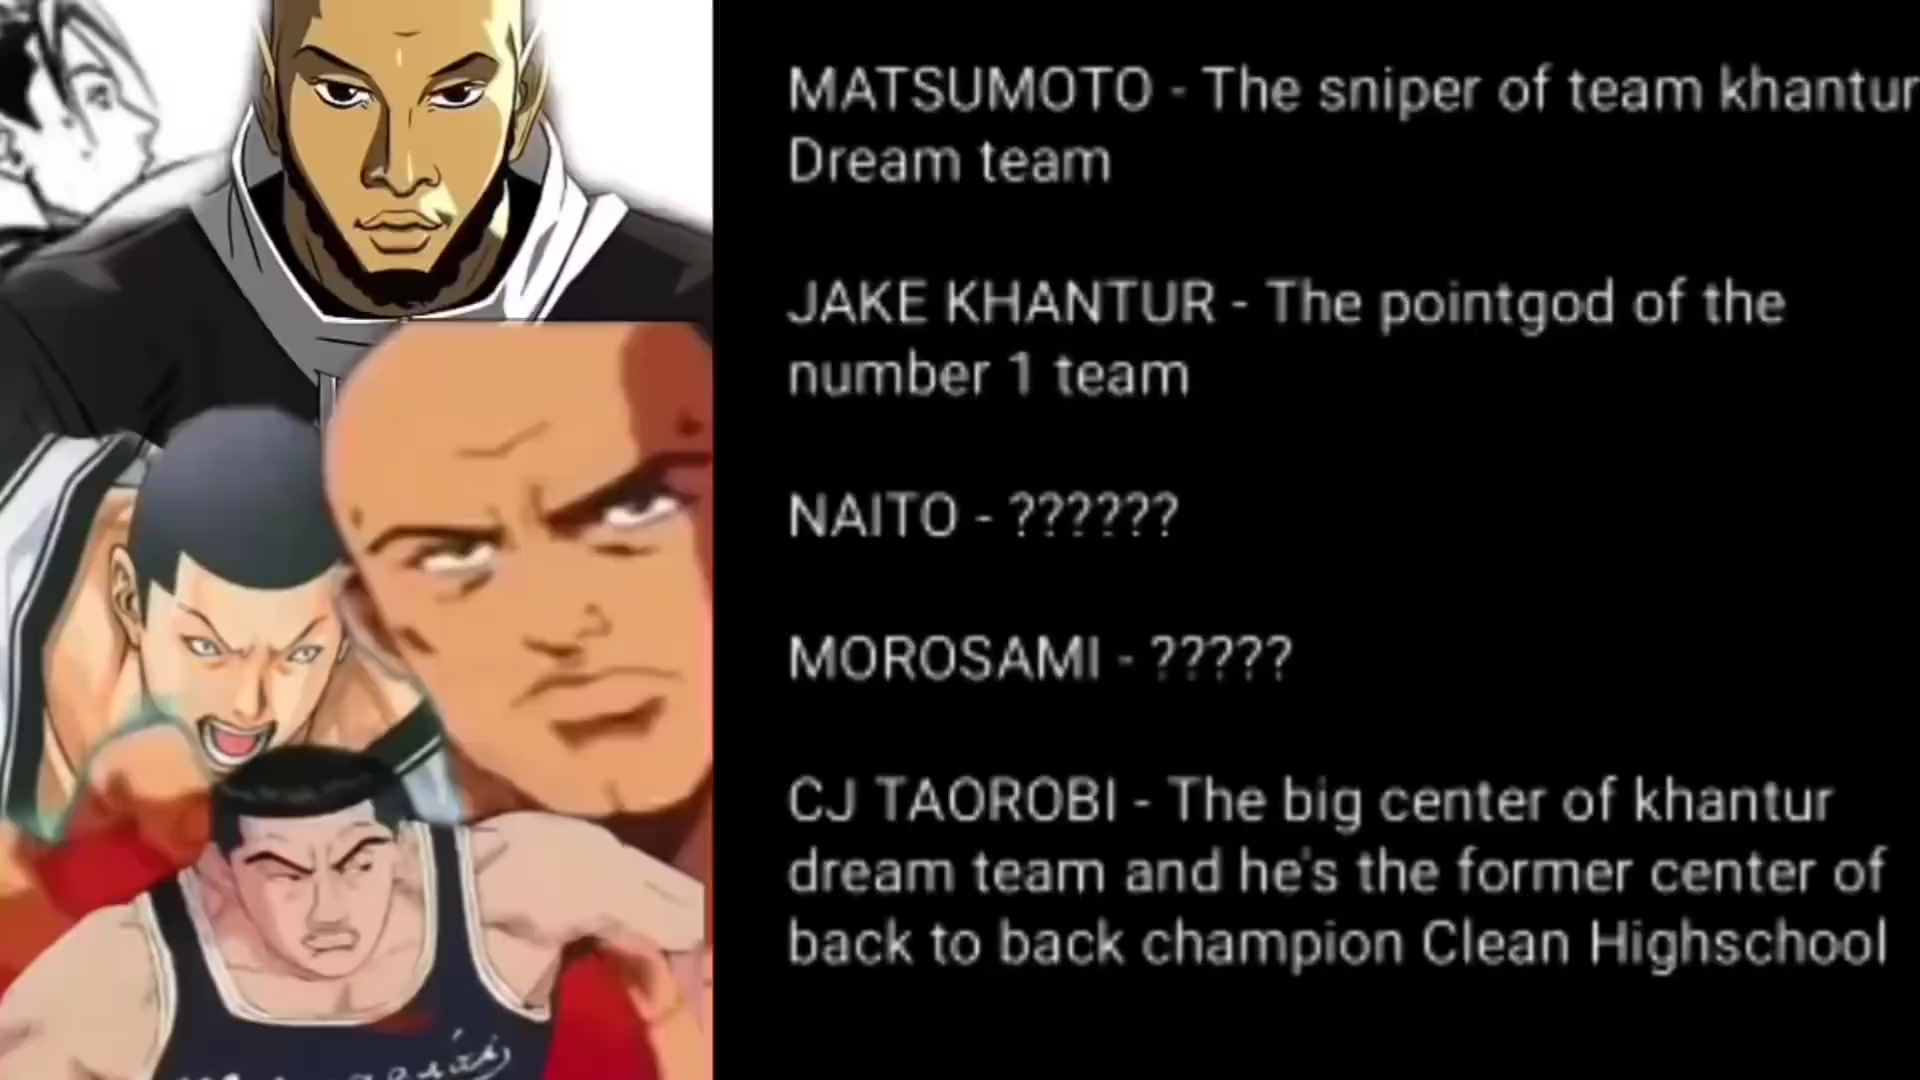 MATSUMOTO - The sniper of team khantur
Dream team
JAKE KHANTUR - The pointgod of the
number 1 team
NAITO - ??????
MOROSAMI - ?????
CJ TAOROBI - The big center of khantur
dream team and he's the former center of
back to back champion Clean Highschool